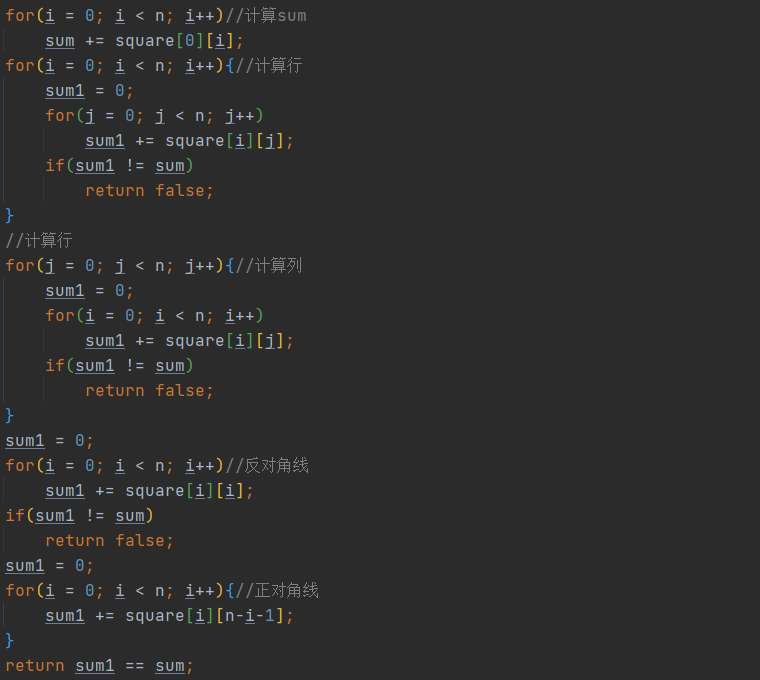 for(i = 0; i < n; i++)//计算sum
    sum += square[0][i];
for(i = 0; i < n; i++){//计算行
    sum1 = 0;
    for(j = 0; j < n; j++)
        sum1 += square[i][j];
    if(sum1 != sum)
        return false;
}
//计算行
for(j = 0; j < n; j++){//计算列
    sum1 = 0;
    for(i = 0; i < n; i++)
        sum1 += square[i][j];
    if(sum1 != sum)
        return false;
}
sum1 = 0;
for(i = 0; i < n; i++)//反对角线
    sum1 += square[i][i];
if(sum1 != sum)
    return false;
sum1 = 0;
for(i = 0; i < n; i++){//正对角线
    sum1 += square[i][n-i-1];
}
return sum1 == sum;